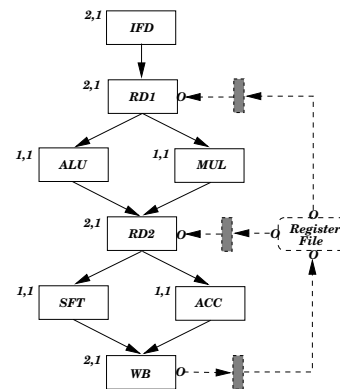 2,1
IFD
2,1
RD1
1,1
ALU
1,1
MUL
2,1
RD2
Register
File
1,1
SFT
1,1
ACC
2,1
WB